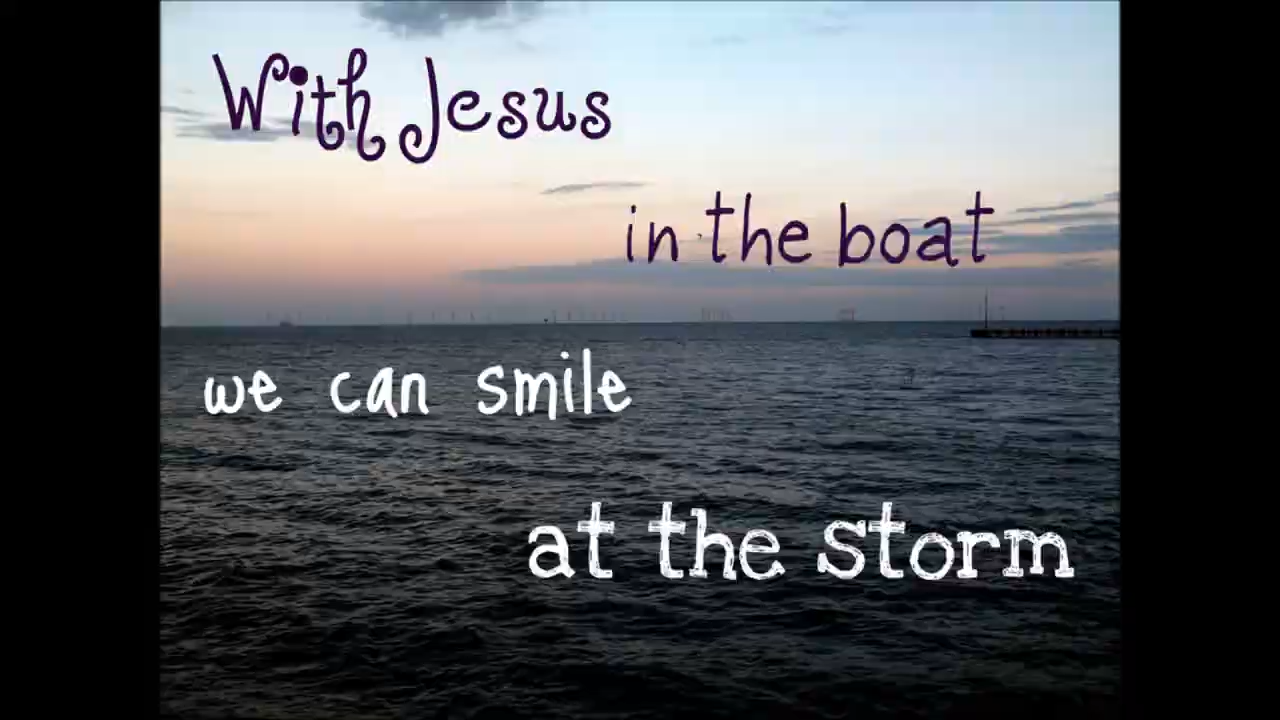 With Jesus
in the boat
we can smile
at the storm